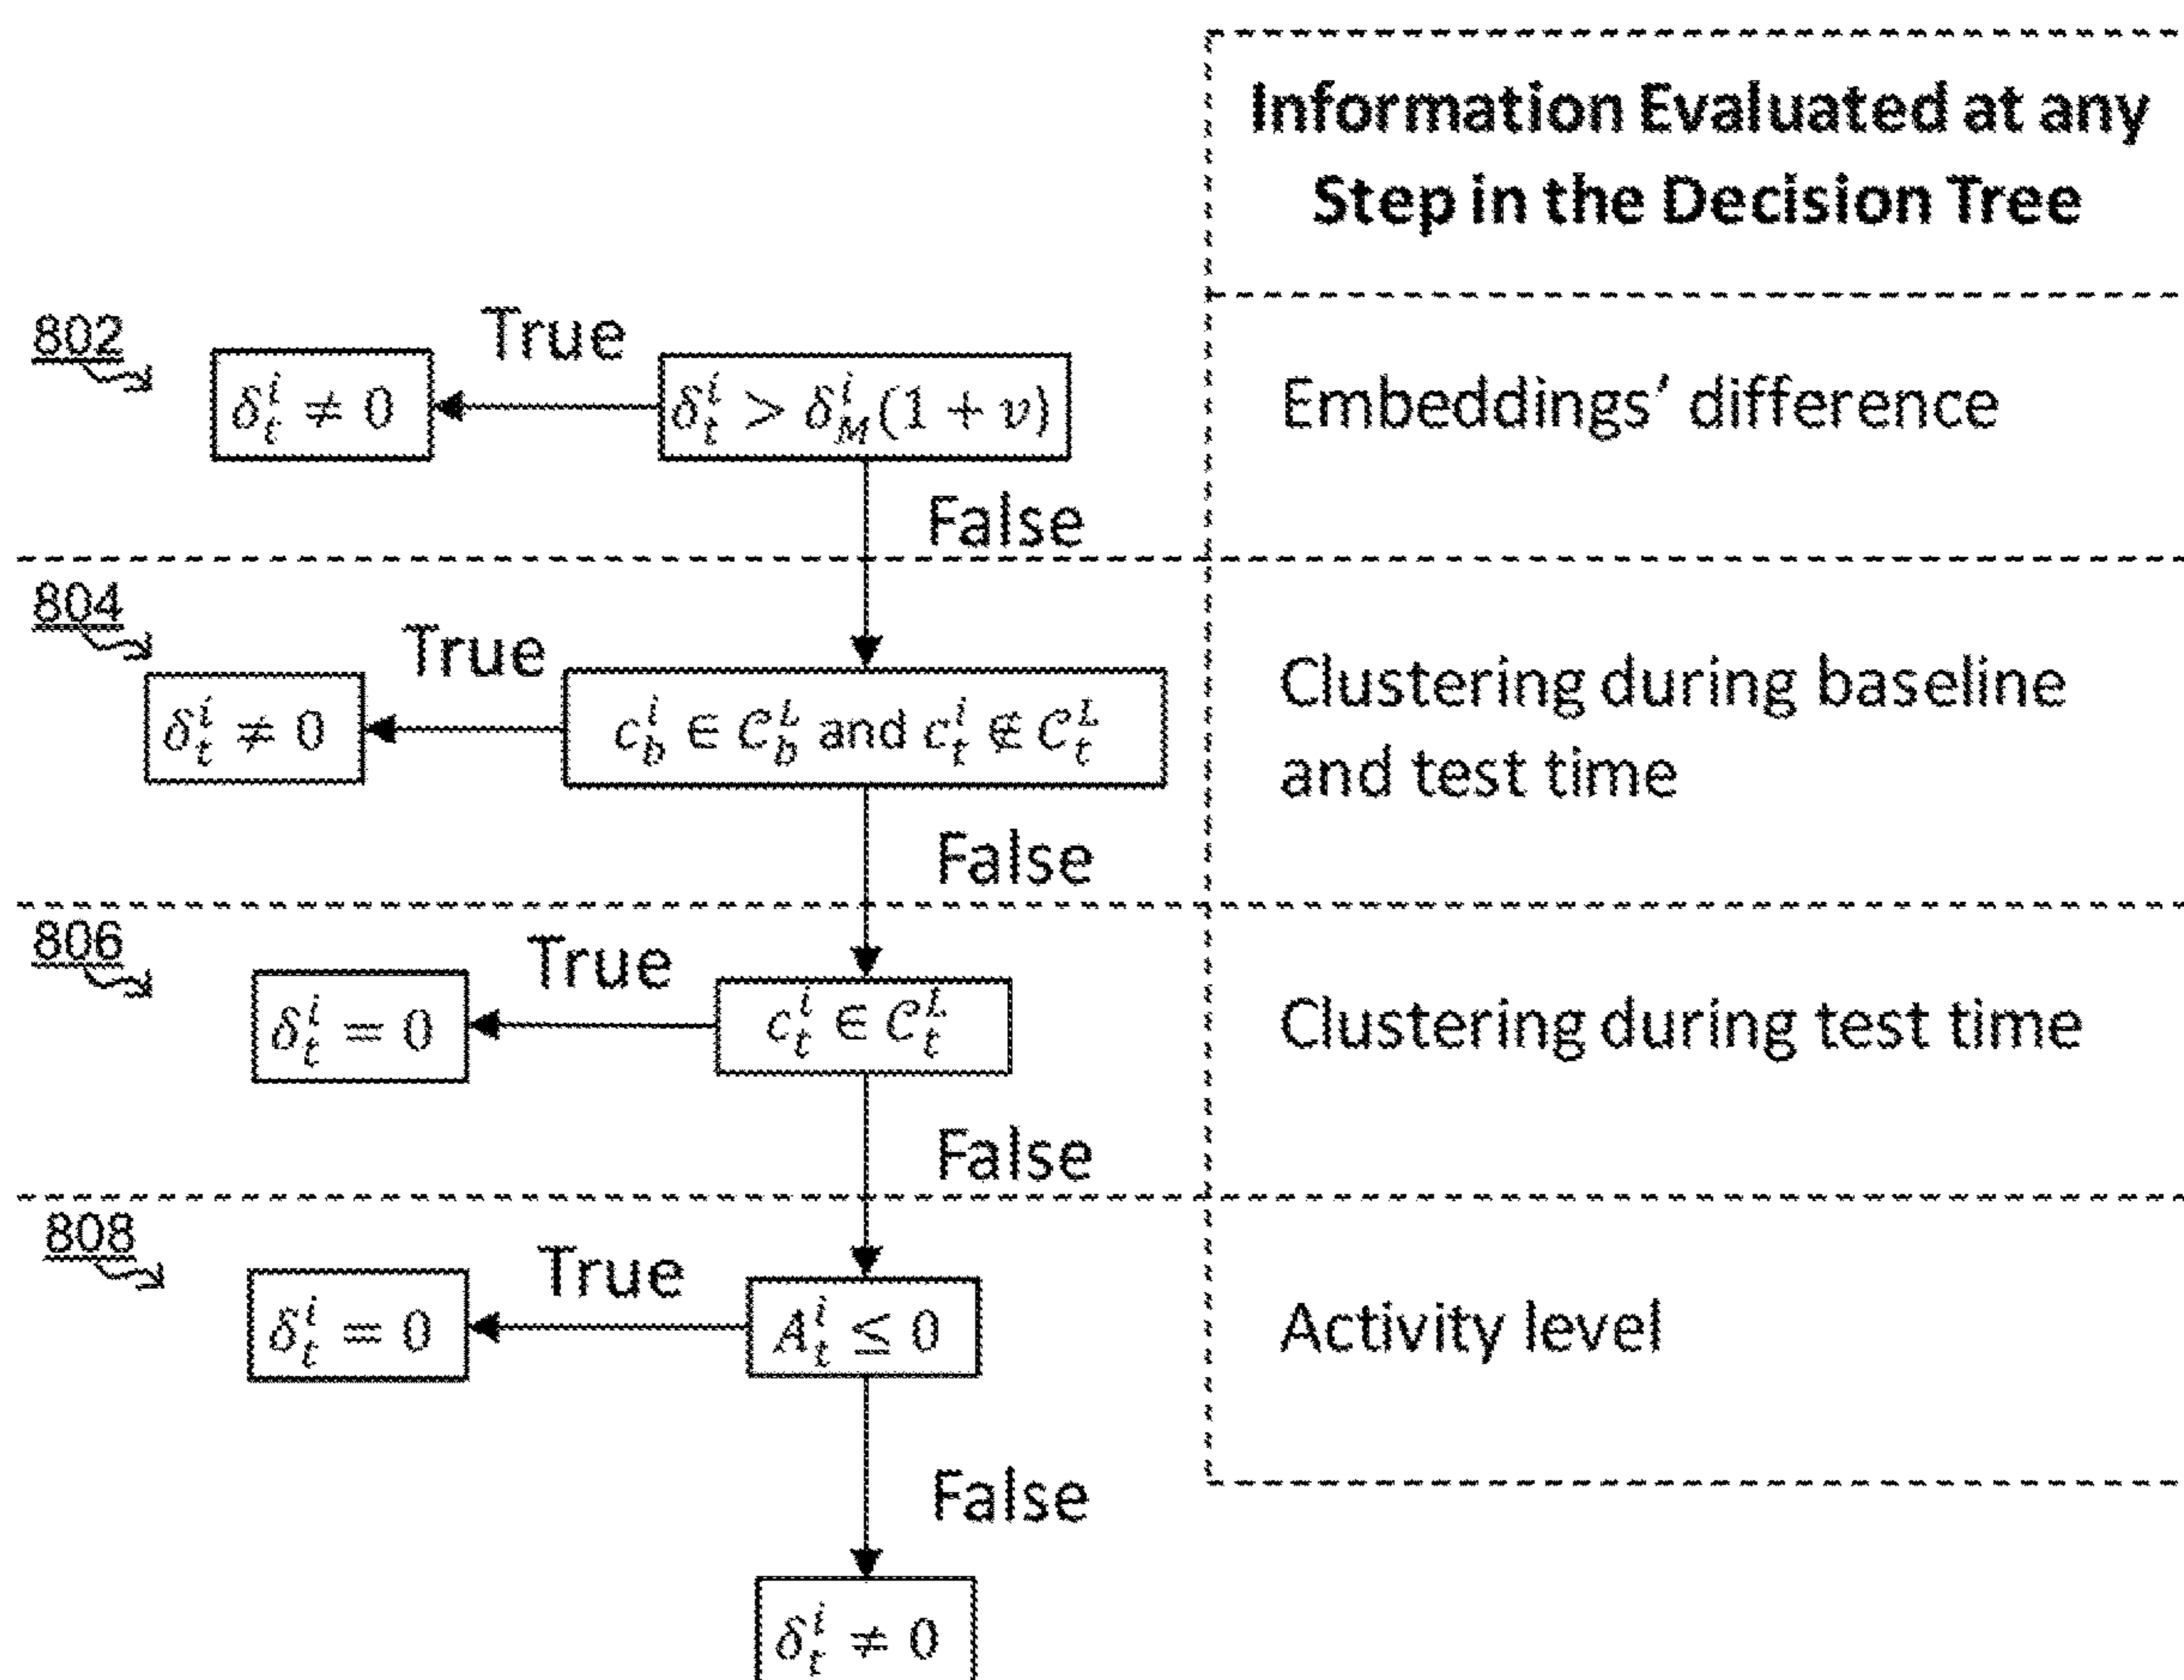 Information Evaluated at any
Step in the Decision Tree
802
True
δ_t^i ≠ 0
δ_t^i > δ_M^i(1 + ν)
Embeddings' difference
False
804
True
δ_t^i ≠ 0
c_b^i ∈ C_b^L and c_t^i ∉ C_t^L
Clustering during baseline
and test time
False
806
True
δ_t^i = 0
c_t^i ∈ C_t^L
Clustering during test time
False
808
True
δ_t^i = 0
A_t^i ≤ 0
Activity level
False
δ_t^i ≠ 0